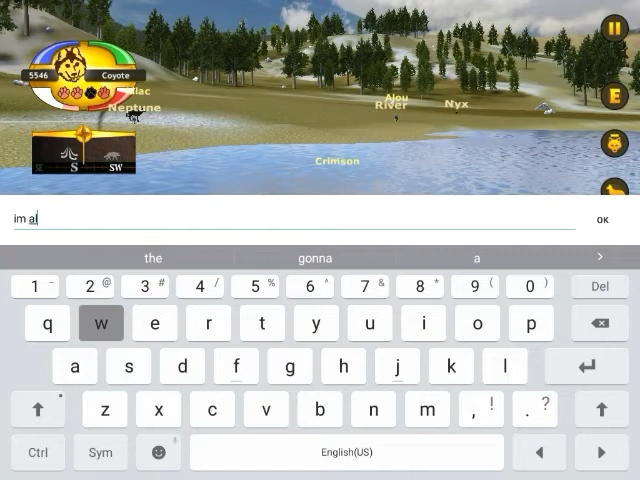 5546 Coyote
Neptune
Ajou
River
Nyx
E
S SW
Crimson
im al
OK
the gonna a >
1 _ 2 @ 3 # 4 / 5 % 6 ^ 7 & 8 * 9 ( 0 ) Del
q w e r t y u i o p
a s d f g h j k l
z x c v b n m , ! . ?
Ctrl Sym English(US)